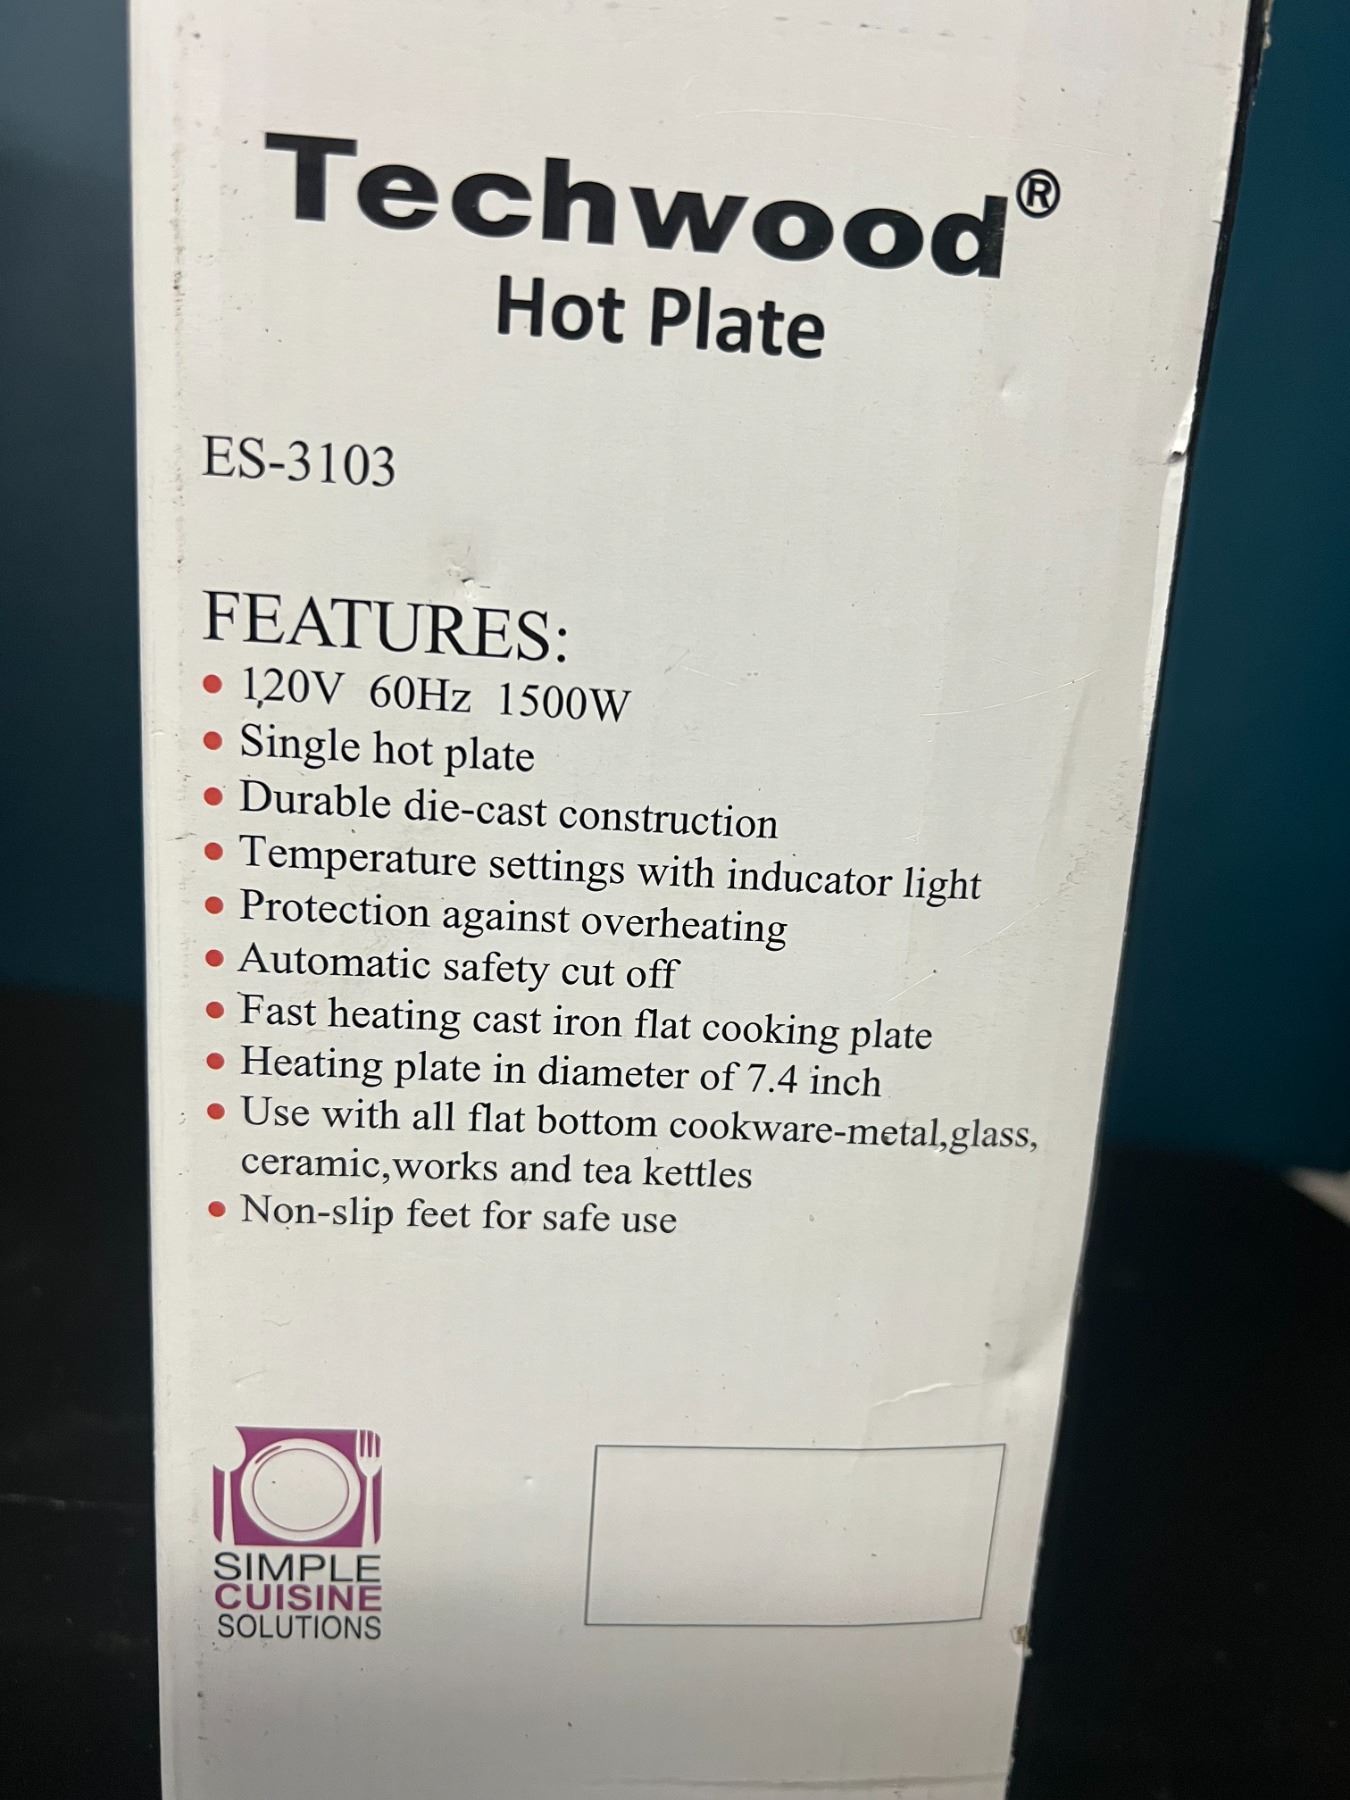 Techwood®
Hot Plate
ES-3103
FEATURES:
• 120V 60Hz 1500W
• Single hot plate
• Durable die-cast construction
• Temperature settings with inducator light
• Protection against overheating
• Automatic safety cut off
• Fast heating cast iron flat cooking plate
• Heating plate in diameter of 7.4 inch
• Use with all flat bottom cookware-metal,glass,
ceramic,works and tea kettles
• Non-slip feet for safe use
SIMPLE
CUISINE
SOLUTIONS